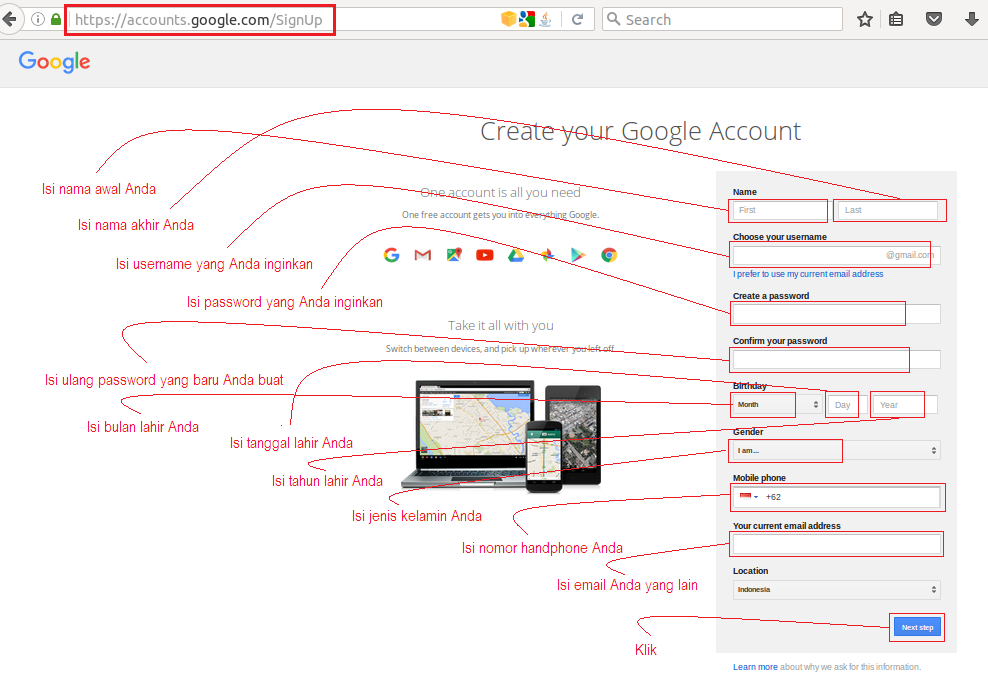 https://accounts.google.com/SignUp
Search
Google
Create your Google Account
One account is all you need
One free account gets you into everything Google.
Take it all with you
Switch between devices, and pick up wherever you left off
Isi nama awal Anda
Isi nama akhir Anda
Isi username yang Anda inginkan
Isi password yang Anda inginkan
Isi ulang password yang baru Anda buat
Isi bulan lahir Anda
Isi tanggal lahir Anda
Isi tahun lahir Anda
Isi jenis kelamin Anda
Isi nomor handphone Anda
Isi email Anda yang lain
Klik
Name
First Last
Choose your username
@gmail.com
I prefer to use my current email address
Create a password
Confirm your password
Birthday
Month Day Year
Gender
I am...
Mobile phone
+62
Your current email address
Location
Indonesia
Next step
Learn more about why we ask for this information.